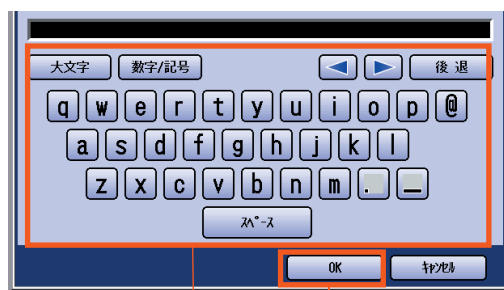 大文字 数字/記号 後退
q w e r t y u i o p @
a s d f g h j k l
z x c v b n m . _
ｽﾍﾟｰｽ
OK ｷｬﾝｾﾙ